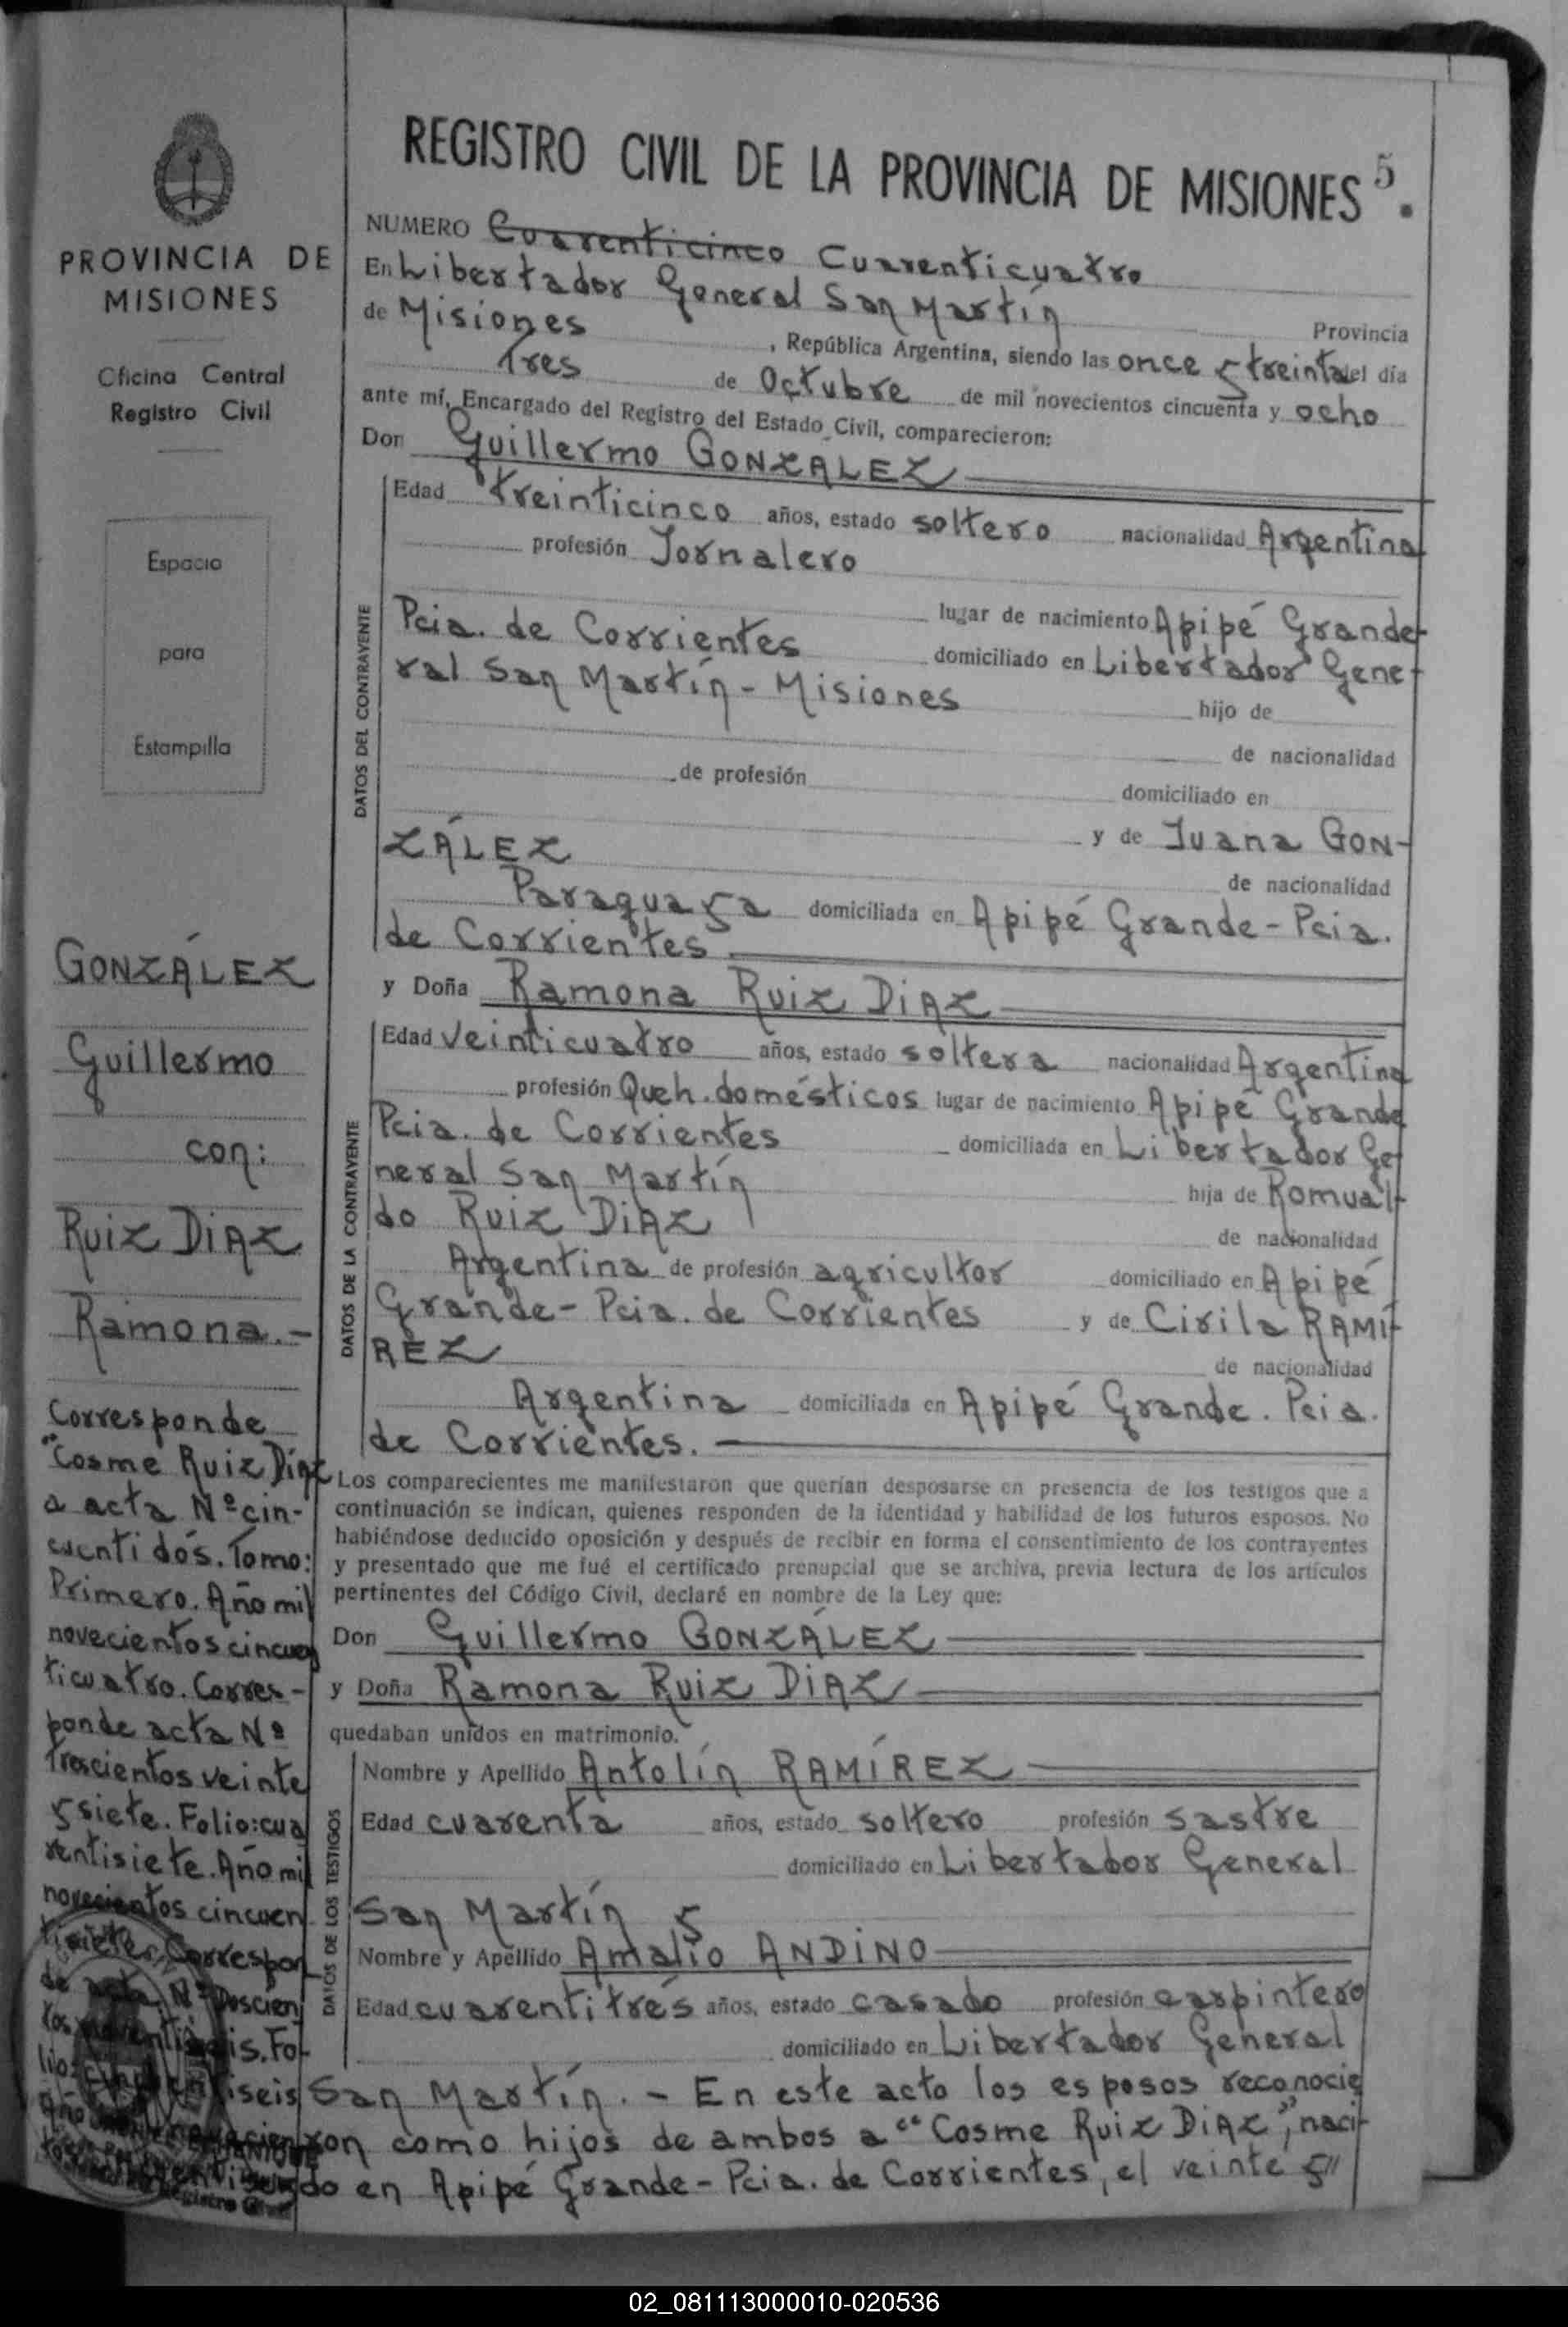 PROVINCIA DE
MISIONES
Oficina Central
Registro Civil
Espacio
para
Estampilla
GONZÁLEZ
Guillermo
con:
RUIZ DIAZ
Ramona.-
Corresponde
"Cosme Ruiz Díaz
a acta Nº cin-
cuentidós. Tomo:
Primero. Año mil
novecientos cincuen
ticuatro. Corres-
ponde acta Nº
trescientos veinte
y siete. Folio: cua
rentisiete. Año mil
novecientos cincuen
tisiete. Correspon
de acta Nº Doscien
tos
is. Fo-
lio:
iseis
Año
REGISTRO CIVIL DE LA PROVINCIA DE MISIONES.
5
NUMERO Cuarenticinco Cuarenticuatro
En Libertador General San Martín Provincia
de Misiones, República Argentina, siendo las once y treinta del día
Tres de Octubre de mil novecientos cincuenta y ocho
ante mí, Encargado del Registro del Estado Civil, comparecieron:
Don Guillermo GONZÁLEZ
DATOS DEL CONTRAYENTE
Edad treinticinco años, estado soltero nacionalidad Argentina
profesión Jornalero
lugar de nacimiento Apipé Grande-
Pcia. de Corrientes domiciliado en Libertador Gene-
ral San Martín - Misiones hijo de
de nacionalidad
de profesión domiciliado en
y de Juana GON-
ZÁLEZ de nacionalidad
Paraguaya domiciliada en Apipé Grande - Pcia.
de Corrientes
y Doña Ramona RUIZ DIAZ
DATOS DE LA CONTRAYENTE
Edad veinticuatro años, estado soltera nacionalidad Argentina
profesión Queh. domésticos lugar de nacimiento Apipé Grande
Pcia. de Corrientes domiciliada en Libertador Ge
neral San Martín hija de Romual-
do RUIZ DIAZ de nacionalidad
Argentina de profesión agricultor domiciliado en Apipé
Grande - Pcia. de Corrientes y de Cirila RAMÍ-
REZ de nacionalidad
Argentina domiciliada en Apipé Grande. Pcia.
de Corrientes.
Los comparecientes me manifestaron que querían desposarse en presencia de los testigos que a
continuación se indican, quienes responden de la identidad y habilidad de los futuros esposos. No
habiéndose deducido oposición y después de recibir en forma el consentimiento de los contrayentes
y presentado que me fué el certificado prenupcial que se archiva, previa lectura de los artículos
pertinentes del Código Civil, declaré en nombre de la Ley que:
Don Guillermo GONZÁLEZ
y Doña Ramona RUIZ DIAZ
quedaban unidos en matrimonio.
DATOS DE LOS TESTIGOS
Nombre y Apellido Antolín RAMÍREZ
Edad cuarenta años, estado soltero profesión sastre
domiciliado en Libertador General
San Martín y
Nombre y Apellido Amalio ANDINO
Edad cuarentitrés años, estado casado profesión carpintero
domiciliado en Libertador General
San Martín. - En este acto los esposos reconocie
ron como hijos de ambos a "Cosme RUIZ DIAZ", naci-
do en Apipé Grande - Pcia. de Corrientes, el veinte y//
02_081113000010-020536